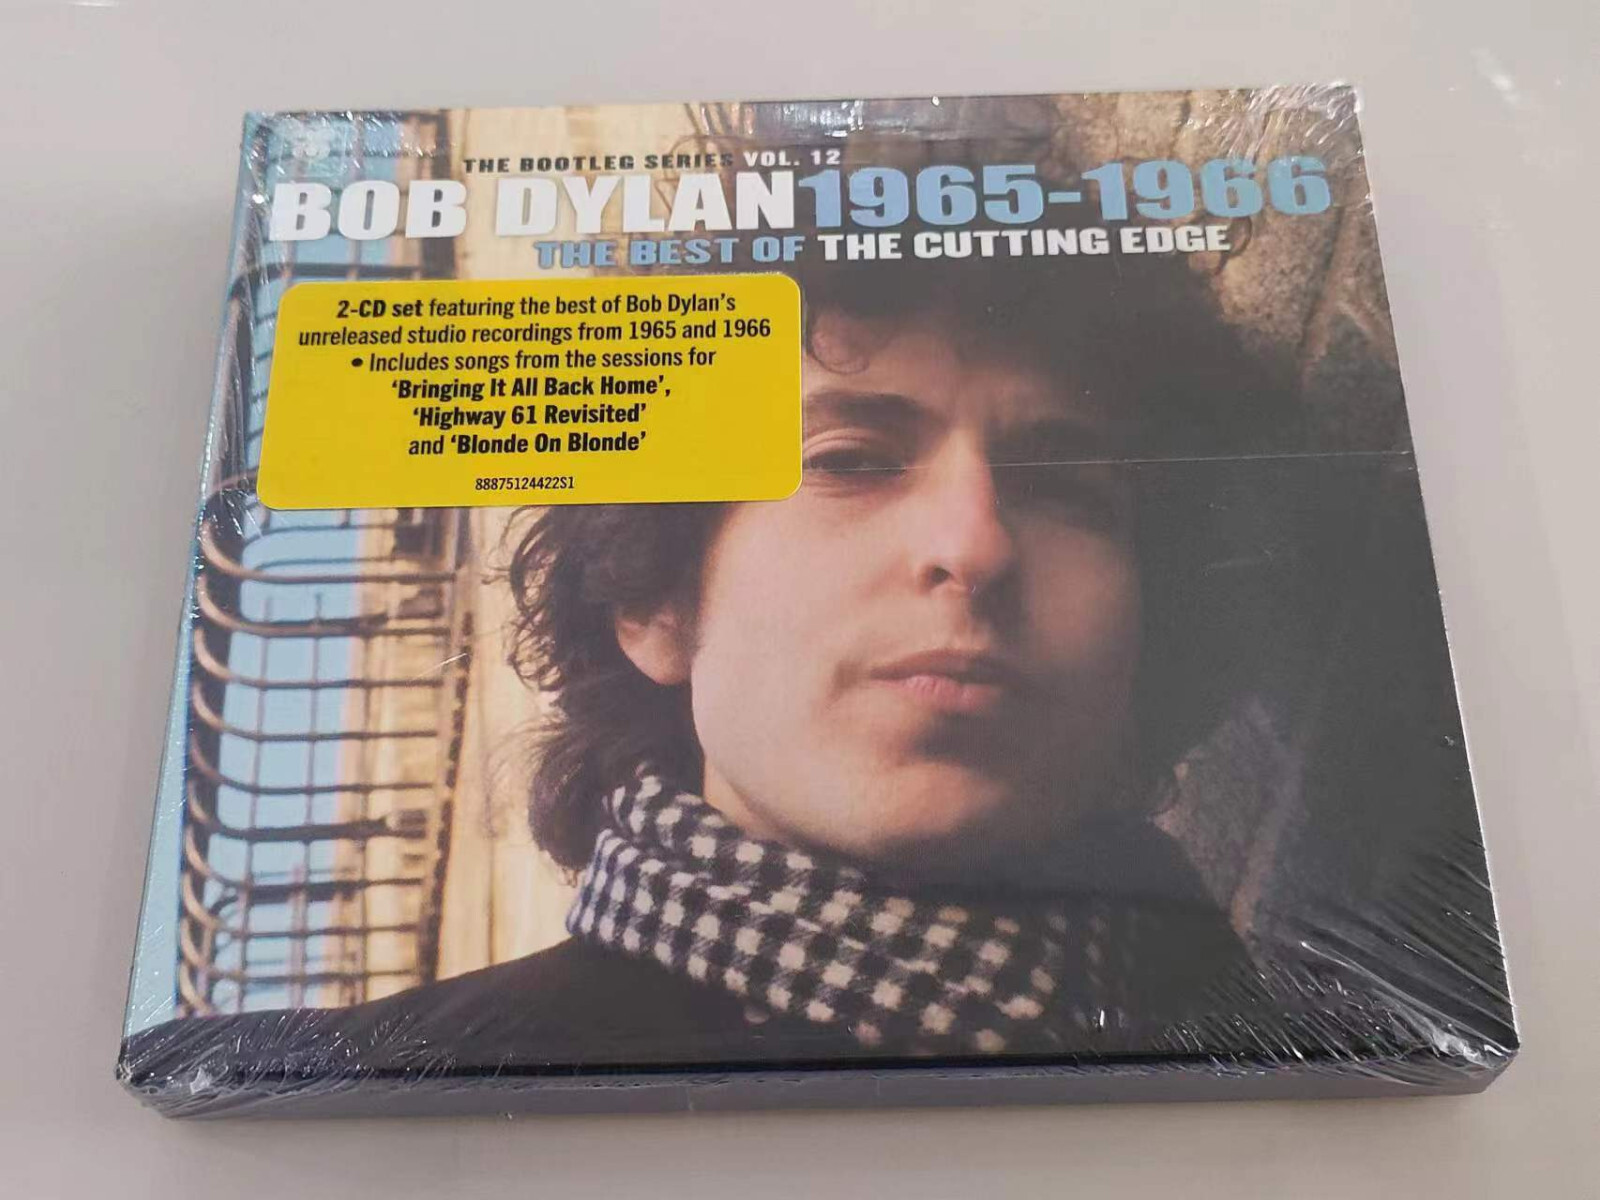 THE BOOTLEG SERIES VOL. 12
BOB DYLAN 1965-1966
THE BEST OF THE CUTTING EDGE
2-CD set featuring the best of Bob Dylan's
unreleased studio recordings from 1965 and 1966
• Includes songs from the sessions for
‘Bringing It All Back Home’,
‘Highway 61 Revisited’
and ‘Blonde On Blonde’
88875124422S1